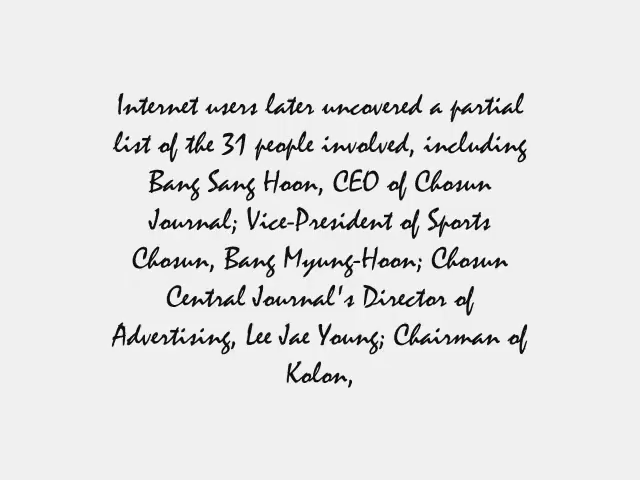 Internet users later uncovered a partial
list of the 31 people involved, including
Bang Sang Hoon, CEO of Chosun
Journal; Vice-President of Sports
Chosun, Bang Myung-Hoon; Chosun
Central Journal's Director of
Advertising, Lee Jae Young; Chairman of
Kolon,